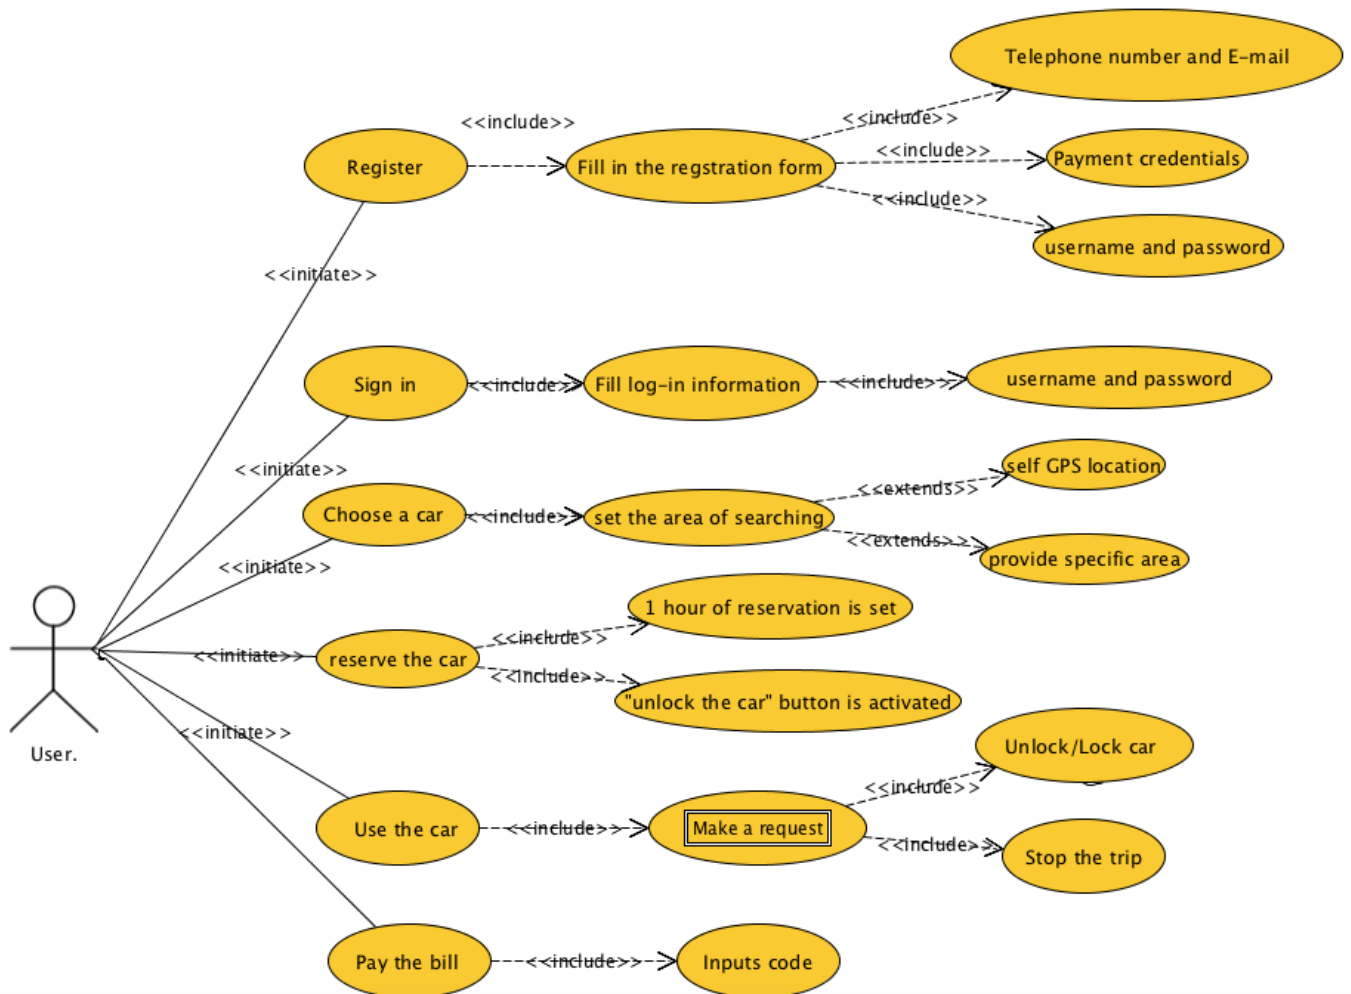 Telephone number and E-mail
<<include>>
<<include>>
<<include>>
Register
Fill in the regstration form
Payment credentials
<<include>>
username and password
<<initiate>>
Sign in
<<include>>
Fill log-in information
<<include>>
username and password
<<initiate>>
self GPS location
<<extends>>
Choose a car
<<include>>
set the area of searching
<<extends>>
provide specific area
<<initiate>>
1 hour of reservation is set
<<include>>
<<initiate>>
reserve the car
<<include>>
"unlock the car" button is activated
<<initiate>>
User.
Unlock/Lock car
<<include>>
Use the car
<<include>>
Make a request
<<include>>
Stop the trip
Pay the bill
<<include>>
Inputs code